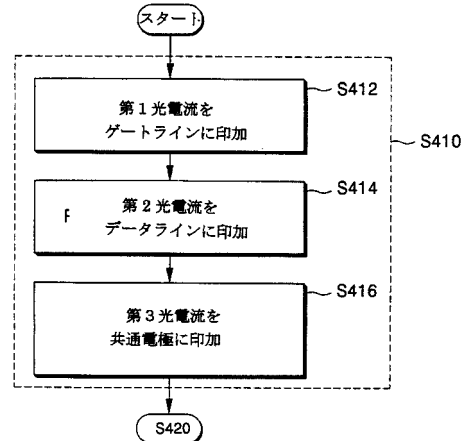 スタート
第1光電流を
ゲートラインに印加
S412
S410
第2光電流を
データラインに印加
F
S414
第3光電流を
共通電極に印加
S416
S420